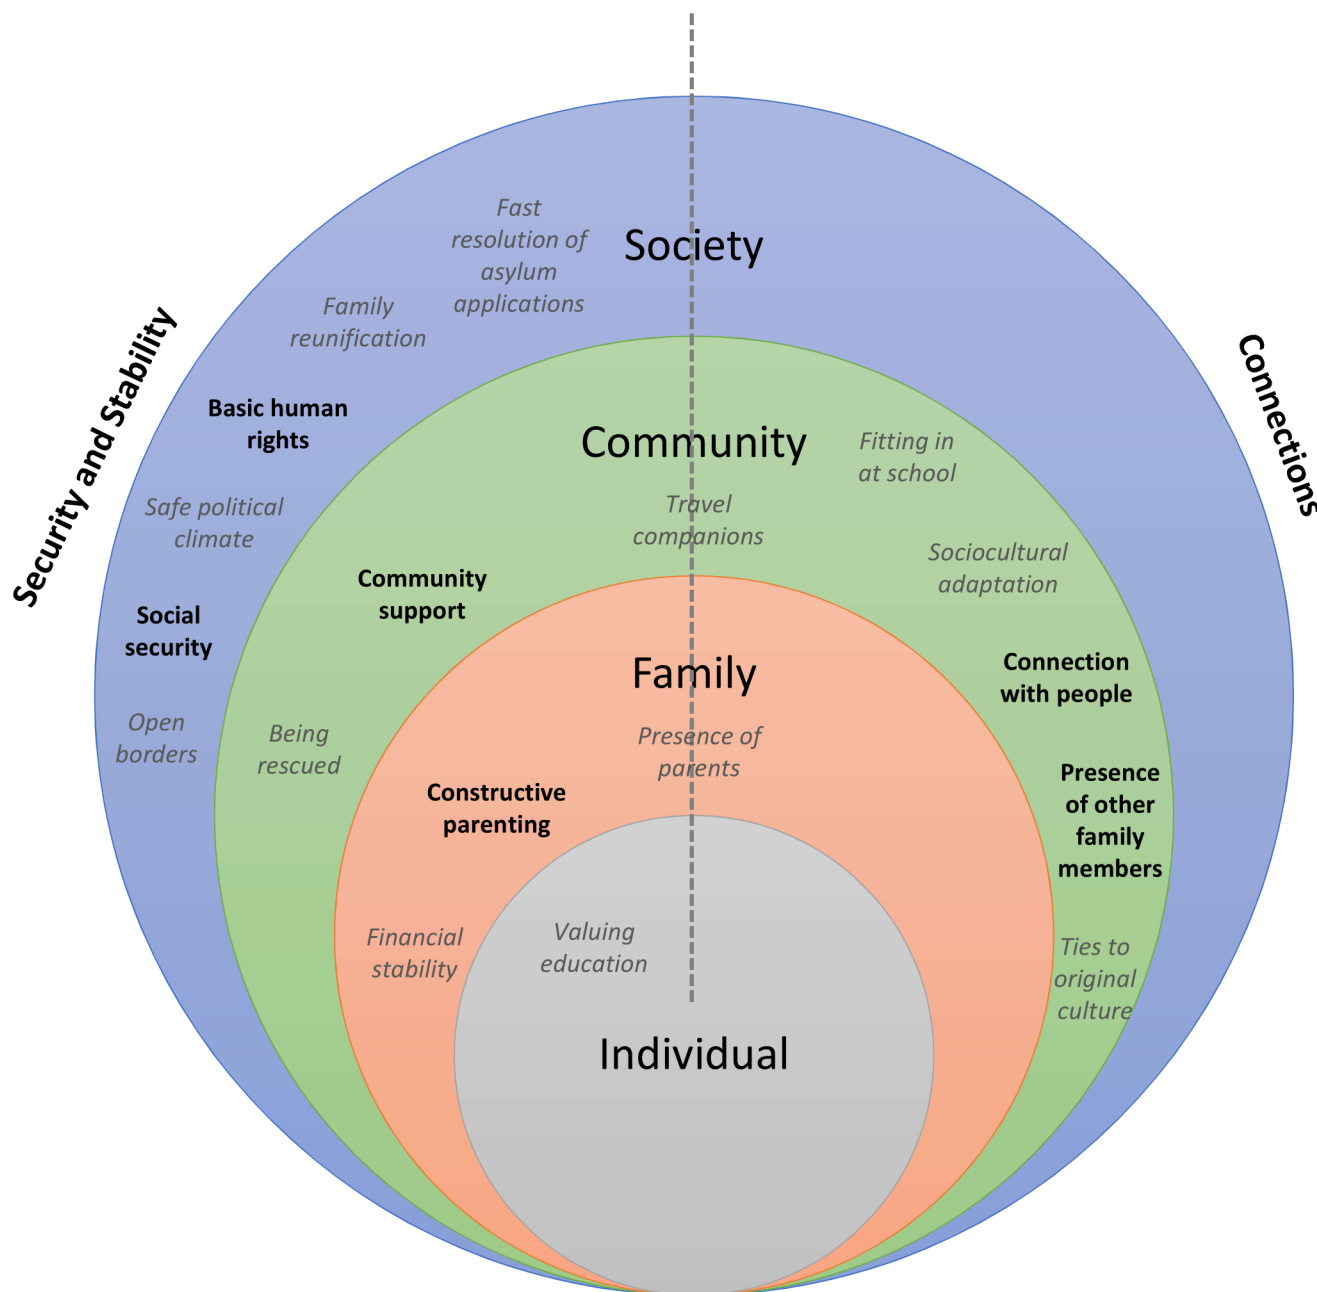 Security and Stability
Connections
Society
Fast
resolution of
asylum
applications
Family
reunification
Basic human
rights
Safe political
climate
Social
security
Open
borders
Community
Travel
companions
Fitting in
at school
Sociocultural
adaptation
Community
support
Being
rescued
Connection
with people
Presence
of other
family
members
Ties to
original
culture
Family
Presence of
parents
Constructive
parenting
Financial
stability
Valuing
education
Individual